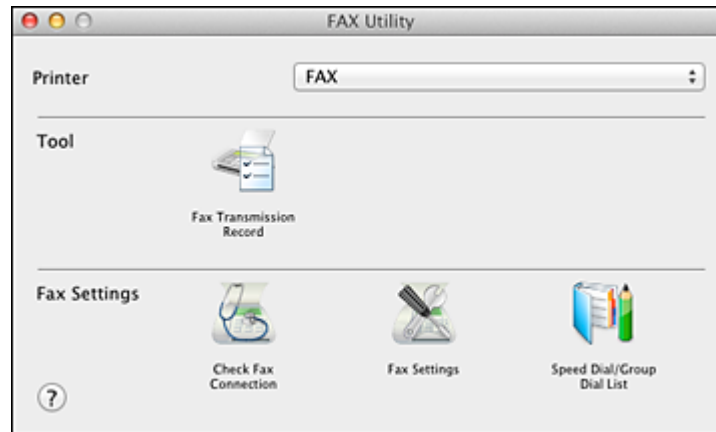 FAX Utility
Printer
FAX
Tool
Fax Transmission
Record
Fax Settings
Check Fax
Connection
Fax Settings
Speed Dial/Group
Dial List
?